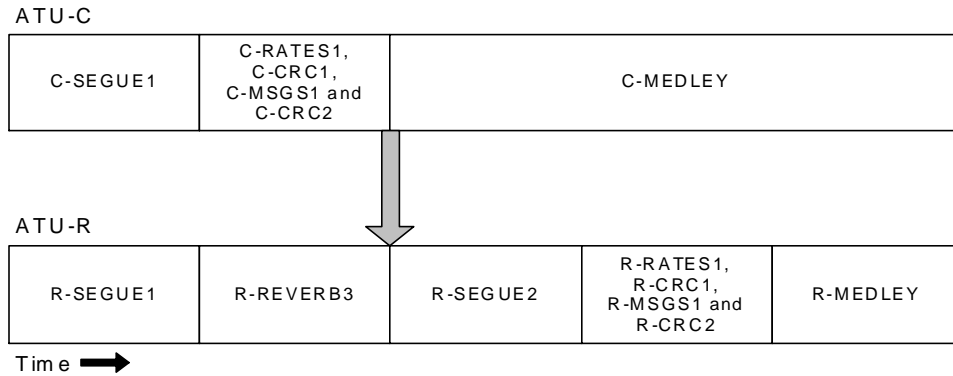 ATU-C
C-SEGUE1
C-RATES1,
C-CRC1,
C-MSGS1 and
C-CRC2
C-MEDLEY
ATU-R
R-SEGUE1
R-REVERB3
R-SEGUE2
R-RATES1,
R-CRC1,
R-MSGS1 and
R-CRC2
R-MEDLEY
Time